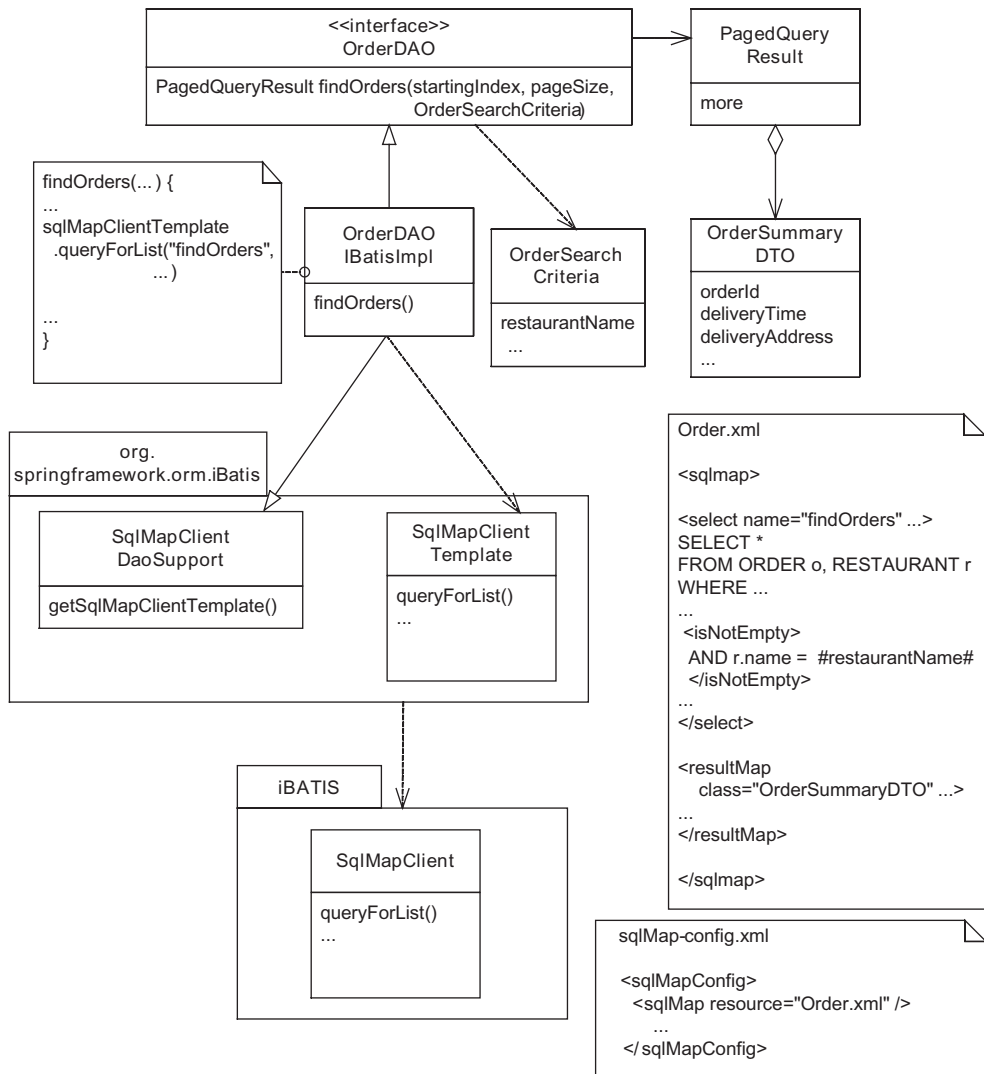 <<interface>>
OrderDAO
PagedQueryResult findOrders(startingIndex, pageSize,
OrderSearchCriteria)
PagedQuery
Result
more
findOrders(...) {
...
sqlMapClientTemplate
.queryForList("findOrders",
...)
...
}
OrderDAO
IBatisImpl
findOrders()
OrderSearch
Criteria
restaurantName
...
OrderSummary
DTO
orderId
deliveryTime
deliveryAddress
...
org.
springframework.orm.iBatis
SqlMapClient
DaoSupport
getSqlMapClientTemplate()
SqlMapClient
Template
queryForList()
...
iBATIS
SqlMapClient
queryForList()
...
Order.xml
<sqlmap>
<select name="findOrders" ...>
SELECT *
FROM ORDER o, RESTAURANT r
WHERE ...
...
<isNotEmpty>
AND r.name = #restaurantName#
</isNotEmpty>
...
</select>
<resultMap
class="OrderSummaryDTO" ...>
...
</resultMap>
</sqlmap>
sqlMap-config.xml
<sqlMapConfig>
<sqlMap resource="Order.xml" />
...
</sqlMapConfig>